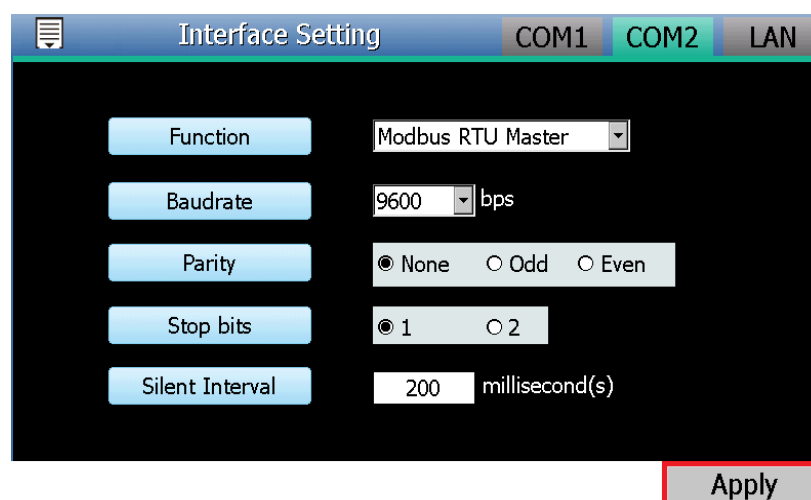 Interface Setting COM1 COM2 LAN
Function Modbus RTU Master
Baudrate 9600 bps
Parity None Odd Even
Stop bits 1 2
Silent Interval 200 millisecond(s)
Apply